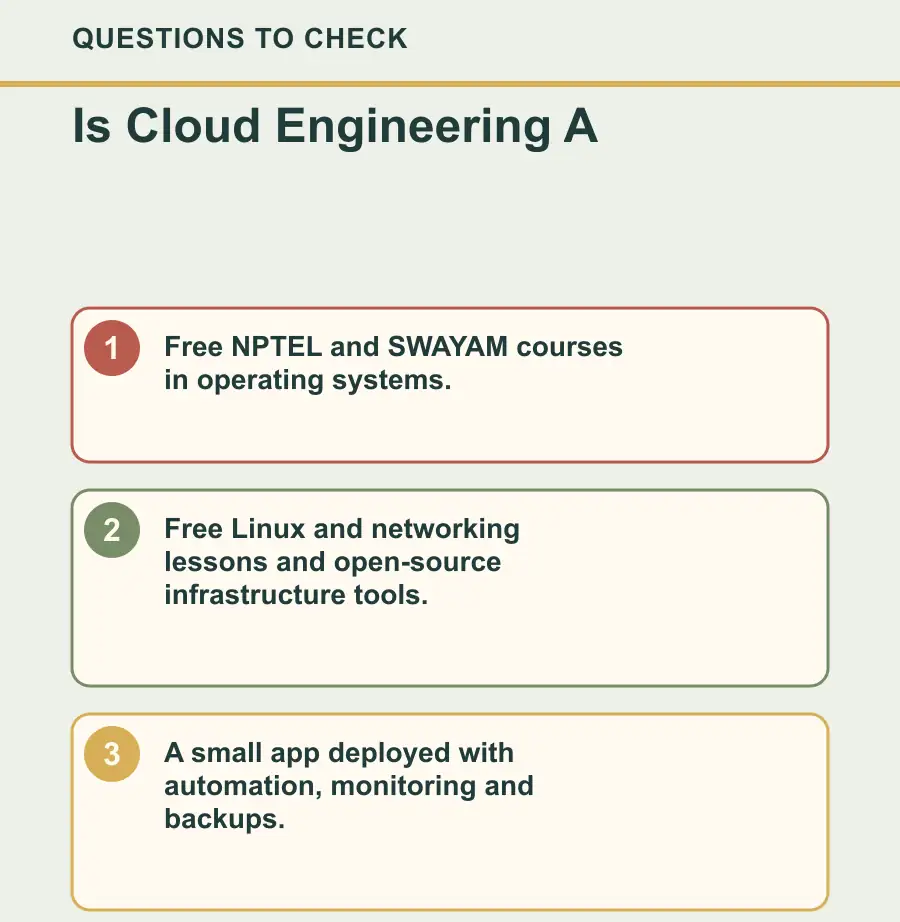 QUESTIONS TO CHECK
Is Cloud Engineering A
1
Free NPTEL and SWAYAM courses
in operating systems.
2
Free Linux and networking
lessons and open-source
infrastructure tools.
3
A small app deployed with
automation, monitoring and
backups.